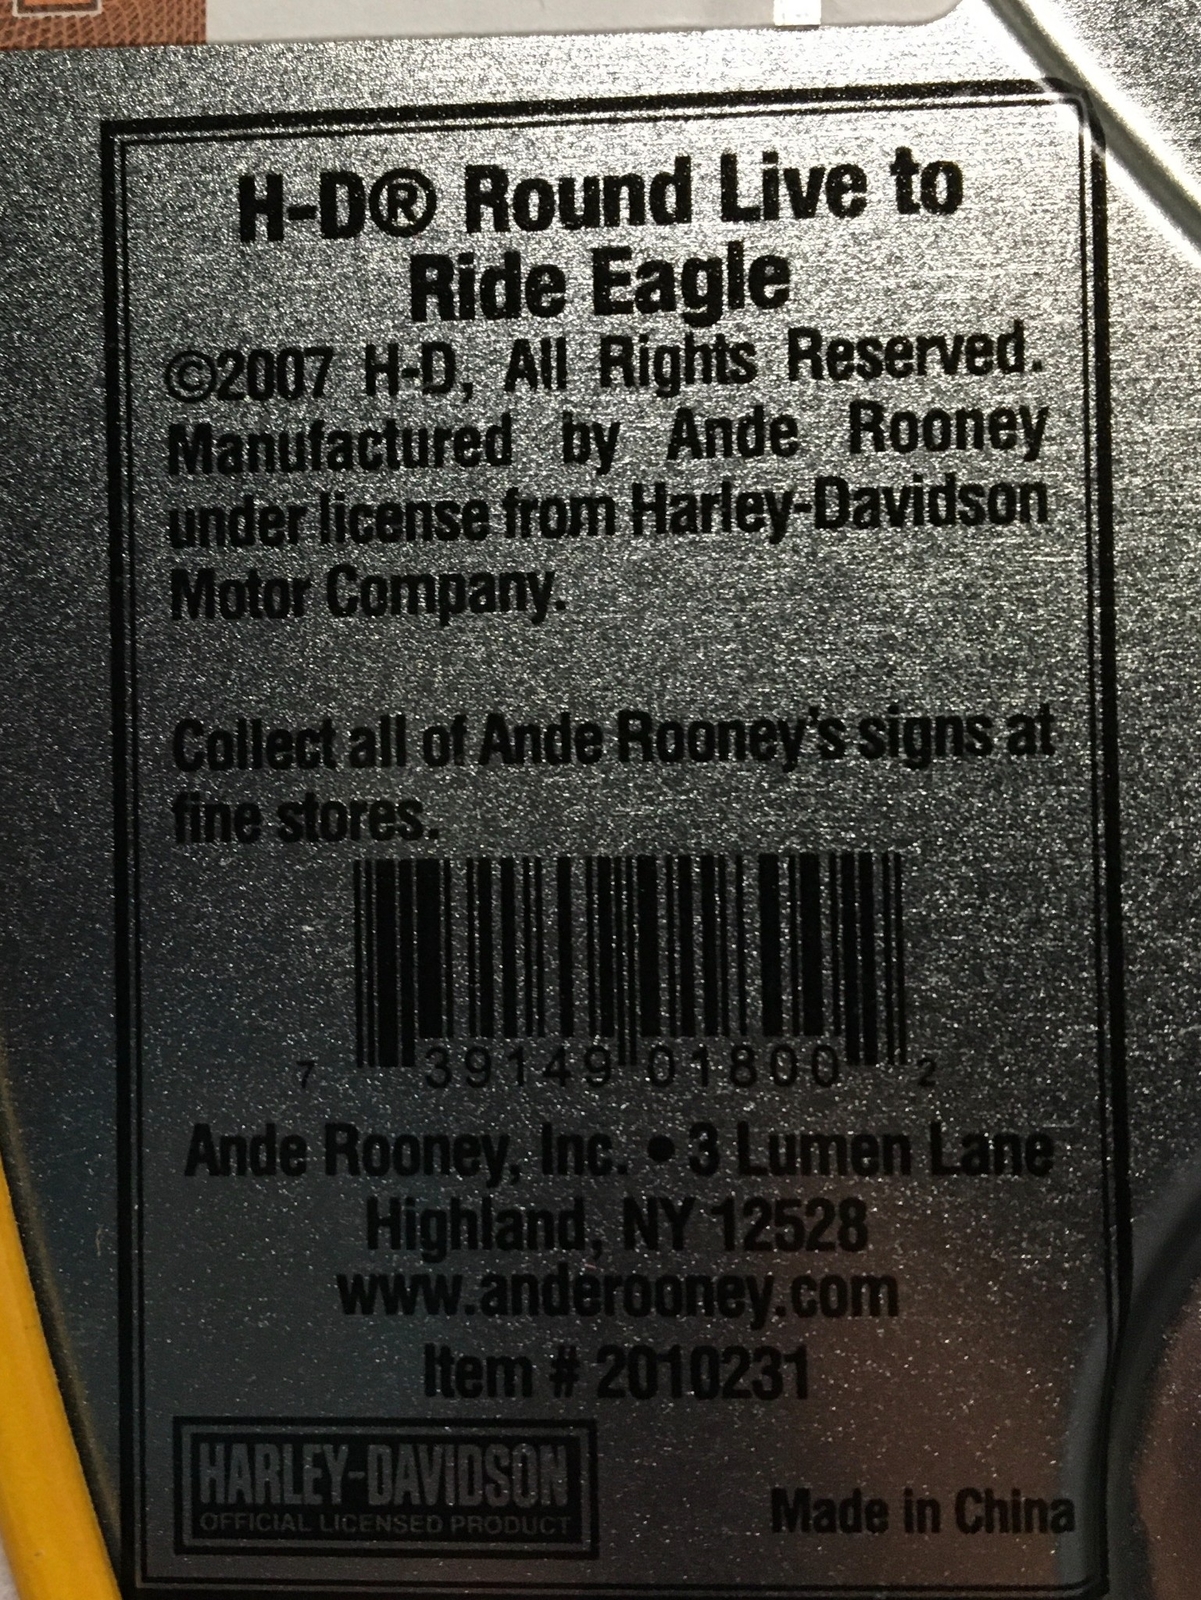 H-D® Round Live to
Ride Eagle
©2007 H-D, All Rights Reserved.
Manufactured by Ande Rooney
under license from Harley-Davidson
Motor Company.
Collect all of Ande Rooney's signs at
fine stores.
7 39149 01800 2
Ande Rooney, Inc. • 3 Lumen Lane
Highland, NY 12528
www.anderooney.com
Item # 2010231
HARLEY-DAVIDSON
OFFICIAL LICENSED PRODUCT
Made in China